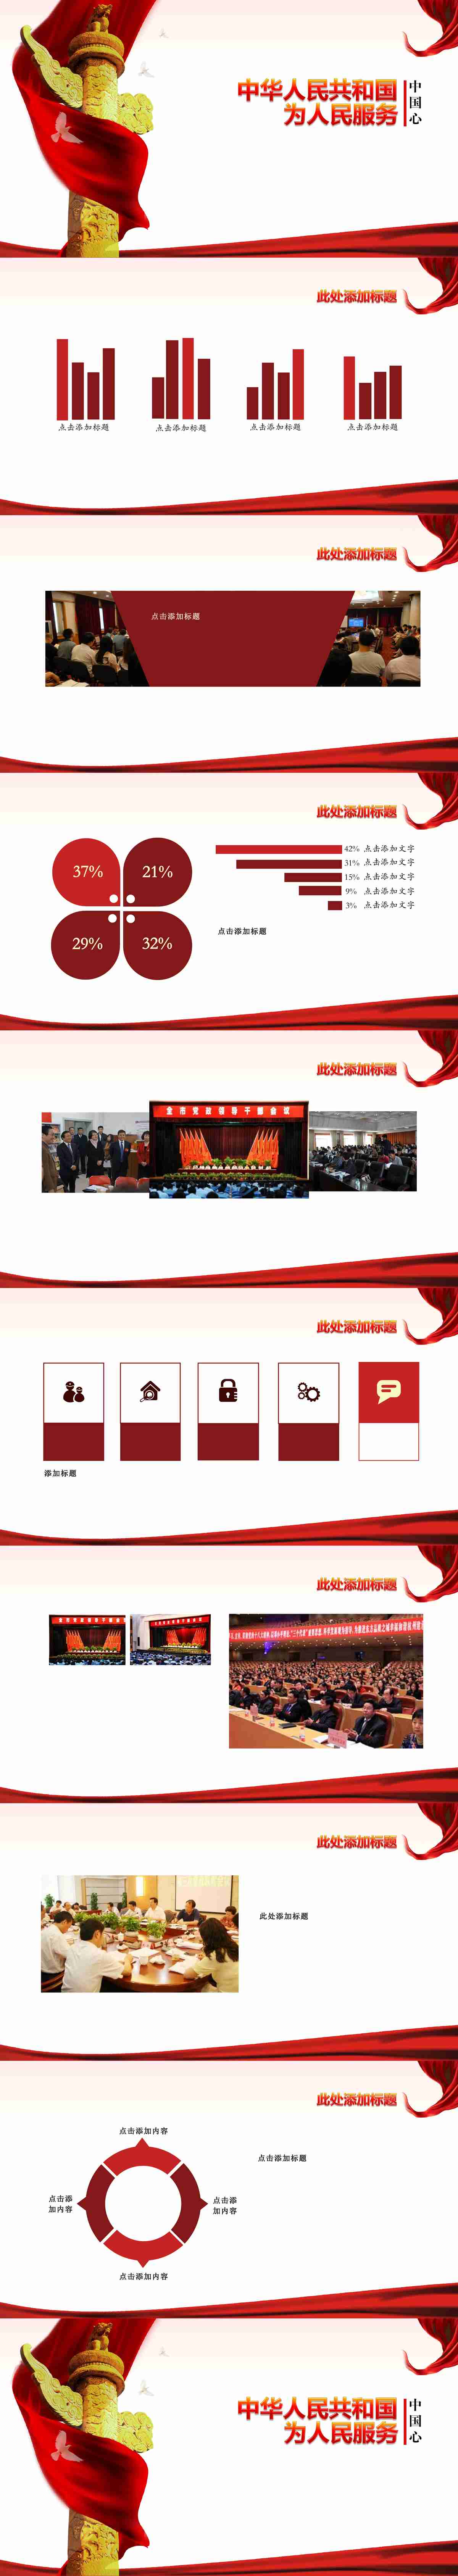 中华人民共和国
为人民服务
中国心
此处添加标题
点击添加标题
点击添加标题
点击添加标题
点击添加标题
此处添加标题
点击添加标题
此处添加标题
37%
21%
29%
32%
42% 点击添加文字
31% 点击添加文字
15% 点击添加文字
9% 点击添加文字
3% 点击添加文字
点击添加标题
此处添加标题
全市党政领导干部会议
此处添加标题
添加标题
此处添加标题
此处添加标题
此处添加标题
此处添加标题
点击添加内容
点击添加标题
点击添
加内容
点击添
加内容
点击添加内容
中华人民共和国
为人民服务
中国心